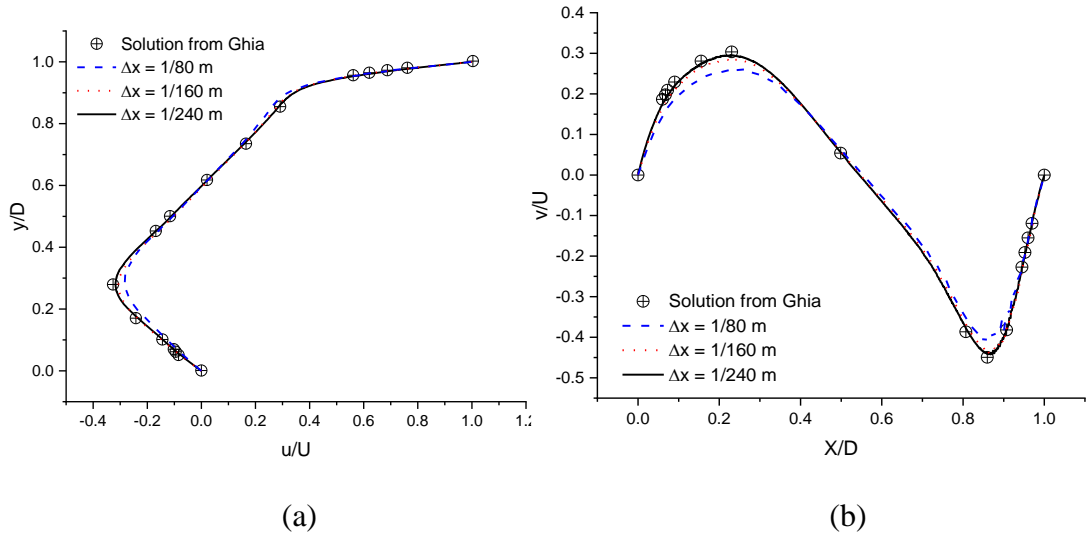 Solution from Ghia
Δx = 1/80 m
Δx = 1/160 m
Δx = 1/240 m
1.0
0.8
0.6
0.4
0.2
0.0
y/D
-0.4 -0.2 0.0 0.2 0.4 0.6 0.8 1.0 1.2
u/U
(a)
0.4
0.3
0.2
0.1
0.0
-0.1
-0.2
-0.3
-0.4
-0.5
v/U
Solution from Ghia
Δx = 1/80 m
Δx = 1/160 m
Δx = 1/240 m
0.0 0.2 0.4 0.6 0.8 1.0
X/D
(b)